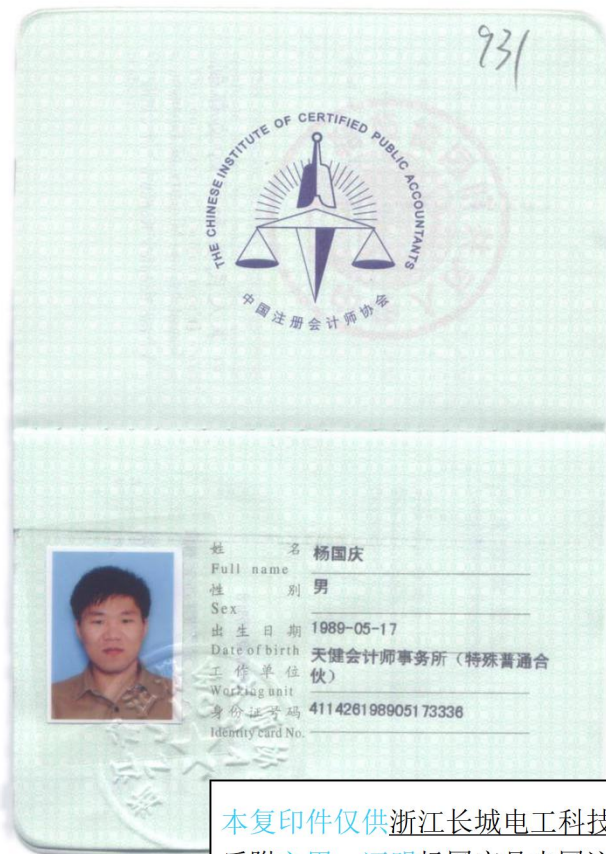 931
THE CHINESE INSTITUTE OF CERTIFIED PUBLIC ACCOUNTANTS
中国注册会计师协会
姓 名 杨国庆
Full name
性 别 男
Sex
出生日期 1989-05-17
Date of birth
工作单位 天健会计师事务所（特殊普通合
伙）
Working unit
身份证号码 411426198905173336
Identity card No.
本复印件仅供浙江长城电工科技